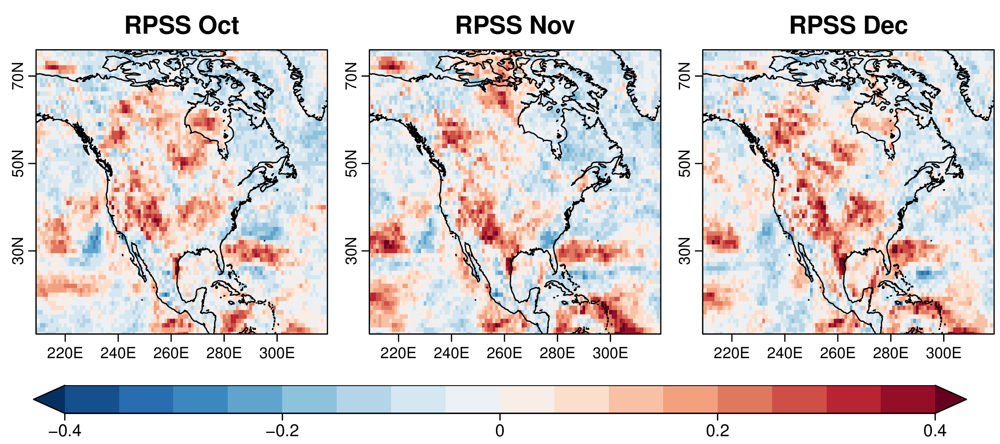 RPSS Oct RPSS Nov RPSS Dec
70N 70N 70N
50N 50N 50N
30N 30N 30N
220E 240E 260E 280E 300E 220E 240E 260E 280E 300E 220E 240E 260E 280E 300E
−0.4 −0.2 0 0.2 0.4